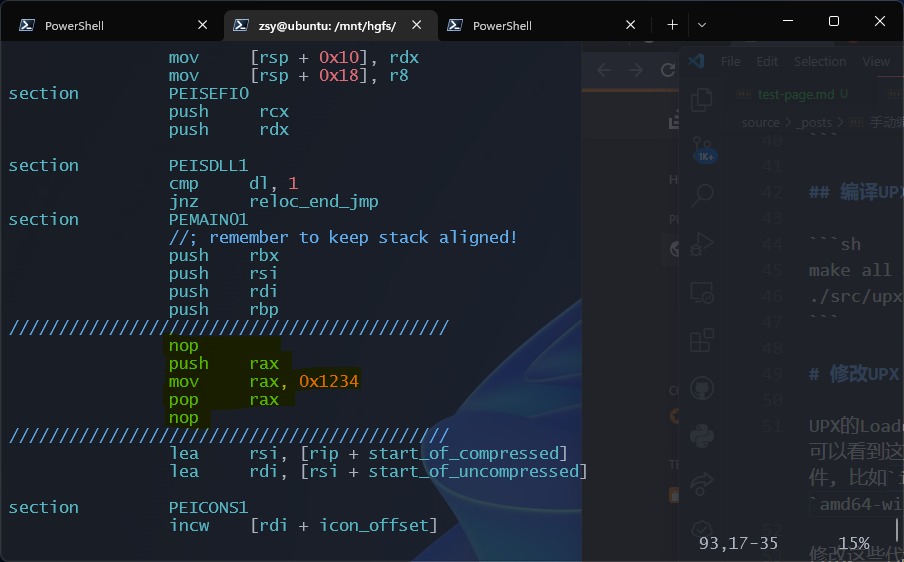 PowerShell
zsy@ubuntu: /mnt/hgfs/
PowerShell
mov [rsp + 0x10], rdx
mov [rsp + 0x18], r8
section PEISEFI0
push rcx
push rdx
section PEISDLL1
cmp dl, 1
jnz reloc_end_jmp
section PEMAIN01
//; remember to keep stack aligned!
push rbx
push rsi
push rdi
push rbp
////////////////////////////////////////////
nop
push rax
mov rax, 0x1234
pop rax
nop
////////////////////////////////////////////
lea rsi, [rip + start_of_compressed]
lea rdi, [rsi + start_of_uncompressed]
section PEICONS1
incw [rdi + icon_offset]
93,17-35 15%
File Edit Selection View
test-page.md U
source > _posts > 手动
40 ```
41
42 ## 编译UPX
43
44 ```sh
45 make all
46 ./src/upx
47 ```
48
49 # 修改UPX
50
51 UPX的Loade
可以看到这
件，比如`i
`amd64-wi
52
修改这些代
1K+